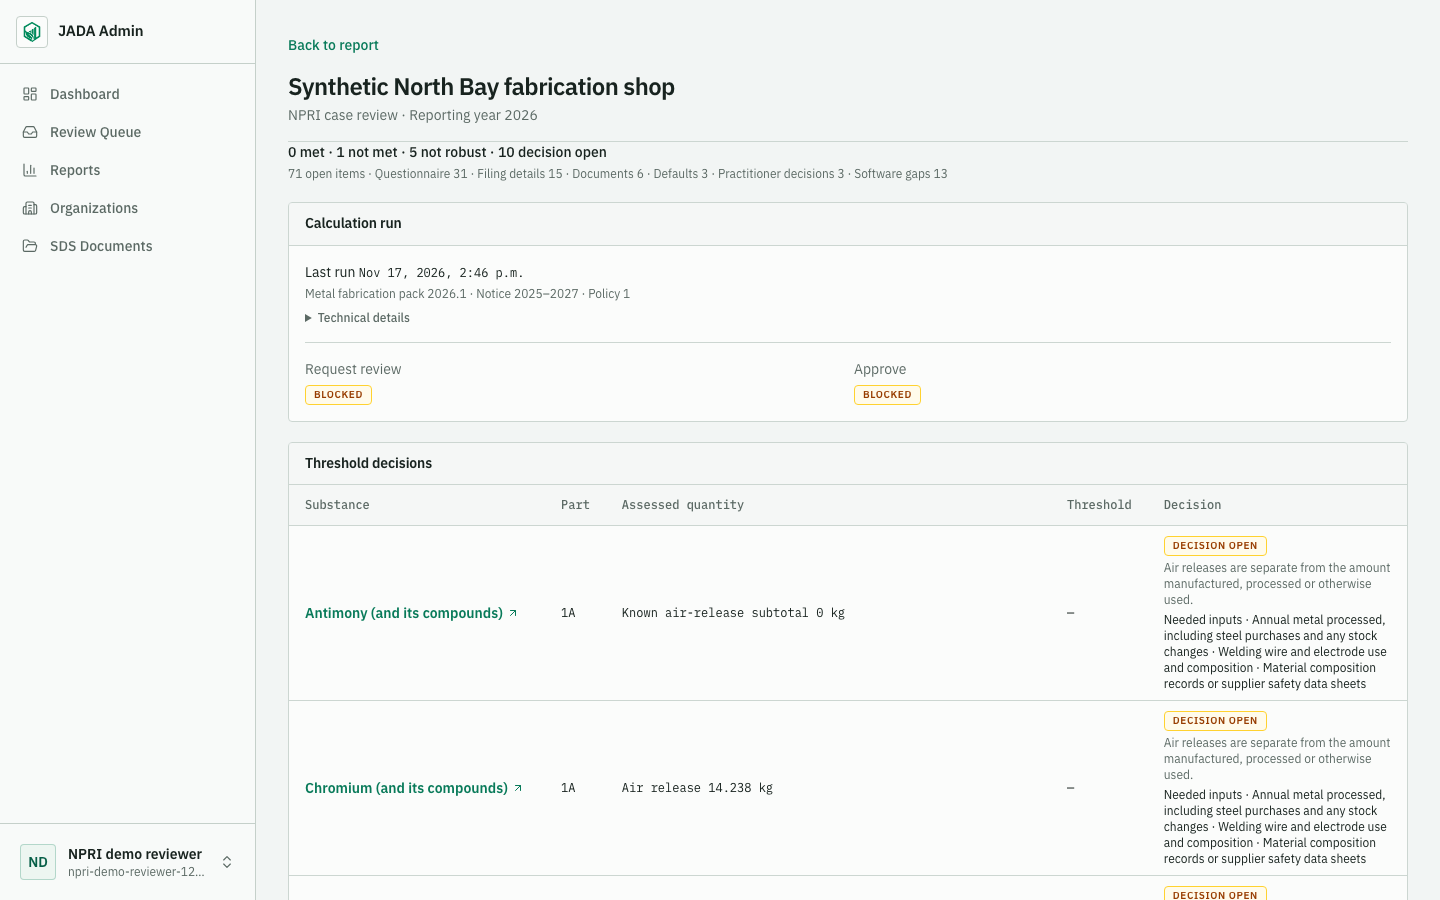 JADA Admin
Dashboard
Review Queue
Reports
Organizations
SDS Documents
ND
NPRI demo reviewer
npri-demo-reviewer-12...
Back to report
Synthetic North Bay fabrication shop
NPRI case review · Reporting year 2026
0 met · 1 not met · 5 not robust · 10 decision open
71 open items · Questionnaire 31 · Filing details 15 · Documents 6 · Defaults 3 · Practitioner decisions 3 · Software gaps 13
Calculation run
Last run Nov 17, 2026, 2:46 p.m.
Metal fabrication pack 2026.1 · Notice 2025–2027 · Policy 1
Technical details
Request review
BLOCKED
Approve
BLOCKED
Threshold decisions
Substance Part Assessed quantity Threshold Decision
Antimony (and its compounds) 1A Known air-release subtotal 0 kg —
DECISION OPEN
Air releases are separate from the amount
manufactured, processed or otherwise
used.
Needed inputs · Annual metal processed,
including steel purchases and any stock
changes · Welding wire and electrode use
and composition · Material composition
records or supplier safety data sheets
Chromium (and its compounds) 1A Air release 14.238 kg —
DECISION OPEN
Air releases are separate from the amount
manufactured, processed or otherwise
used.
Needed inputs · Annual metal processed,
including steel purchases and any stock
changes · Welding wire and electrode use
and composition · Material composition
records or supplier safety data sheets
DECISION OPEN